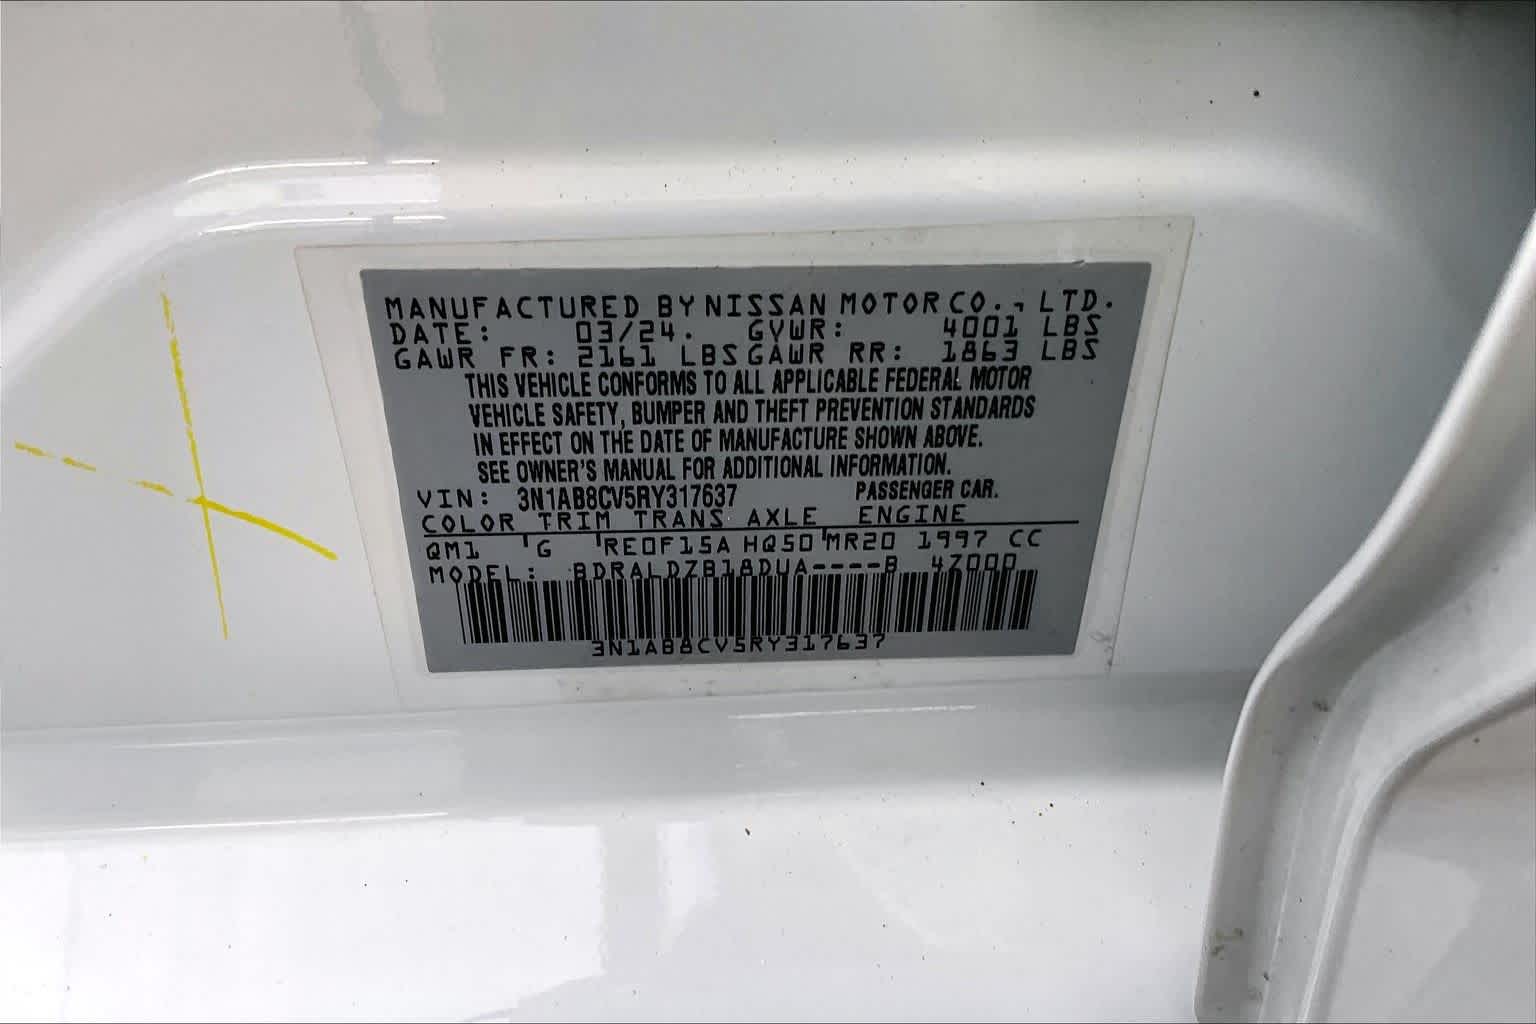 MANUFACTURED BY NISSAN MOTOR CO., LTD.
DATE: 03/24. GVWR: 4001 LBS
GAWR FR: 2161 LBS GAWR RR: 1863 LBS
THIS VEHICLE CONFORMS TO ALL APPLICABLE FEDERAL MOTOR
VEHICLE SAFETY, BUMPER AND THEFT PREVENTION STANDARDS
IN EFFECT ON THE DATE OF MANUFACTURE SHOWN ABOVE.
SEE OWNER'S MANUAL FOR ADDITIONAL INFORMATION.
VIN: 3N1AB8CV5RY317637 PASSENGER CAR.
COLOR TRIM TRANS AXLE ENGINE
QM1 G RE0F15A HQ50 MR20 1997 CC
MODEL: BDRALDZB18DUA----B 4Z000
3N1AB8CV5RY317637